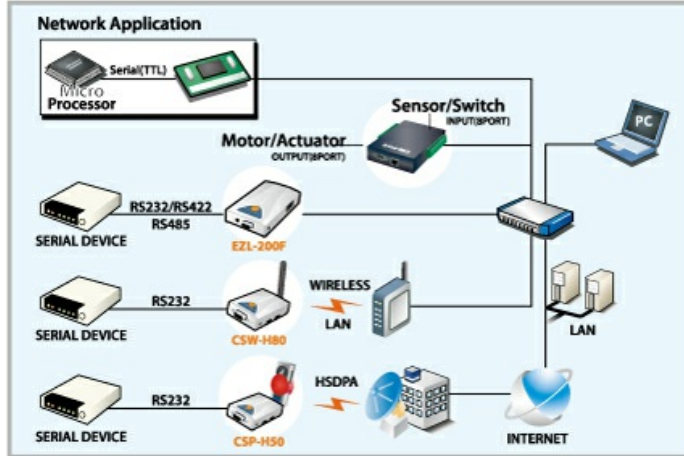 Network Application
Serial(TTL)
Micro
Processor
Sensor/Switch
INPUT(8PORT)
Motor/Actuator
OUTPUT(8PORT)
PC
RS232/RS422
RS485
SERIAL DEVICE
EZL-200F
RS232
WIRELESS
LAN
SERIAL DEVICE
CSW-H80
LAN
RS232
HSDPA
SERIAL DEVICE
CSP-H50
INTERNET